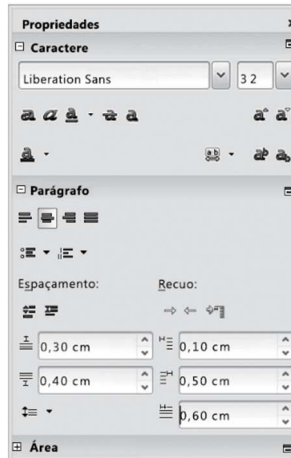 Propriedades
Caractere
Liberation Sans
32
Parágrafo
Espaçamento:
Recuo:
0,30 cm
0,10 cm
0,40 cm
0,50 cm
0,60 cm
Área